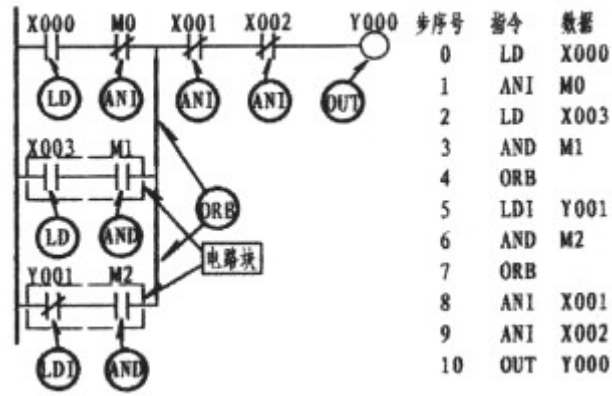 X000 M0 X001 X002 Y000
LD ANI ANI ANI OUT
X003 M1
LD AND ORB
电路块
Y001 M2
LDI AND
步序号 指令 数据
0 LD X000
1 ANI M0
2 LD X003
3 AND M1
4 ORB
5 LDI Y001
6 AND M2
7 ORB
8 ANI X001
9 ANI X002
10 OUT Y000